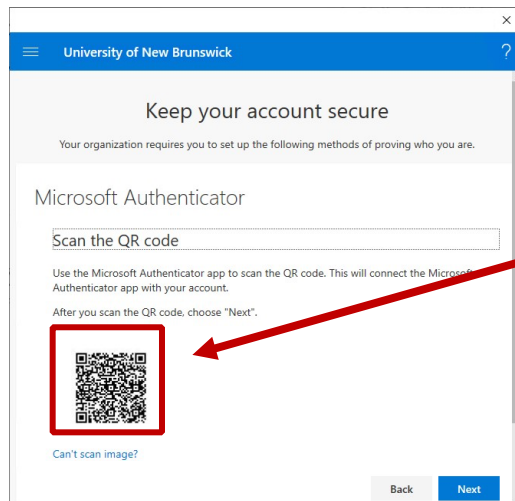 University of New Brunswick
?
Keep your account secure
Your organization requires you to set up the following methods of proving who you are.
Microsoft Authenticator
Scan the QR code
Use the Microsoft Authenticator app to scan the QR code. This will connect the Microsoft
Authenticator app with your account.
After you scan the QR code, choose "Next".
Can't scan image?
Back Next